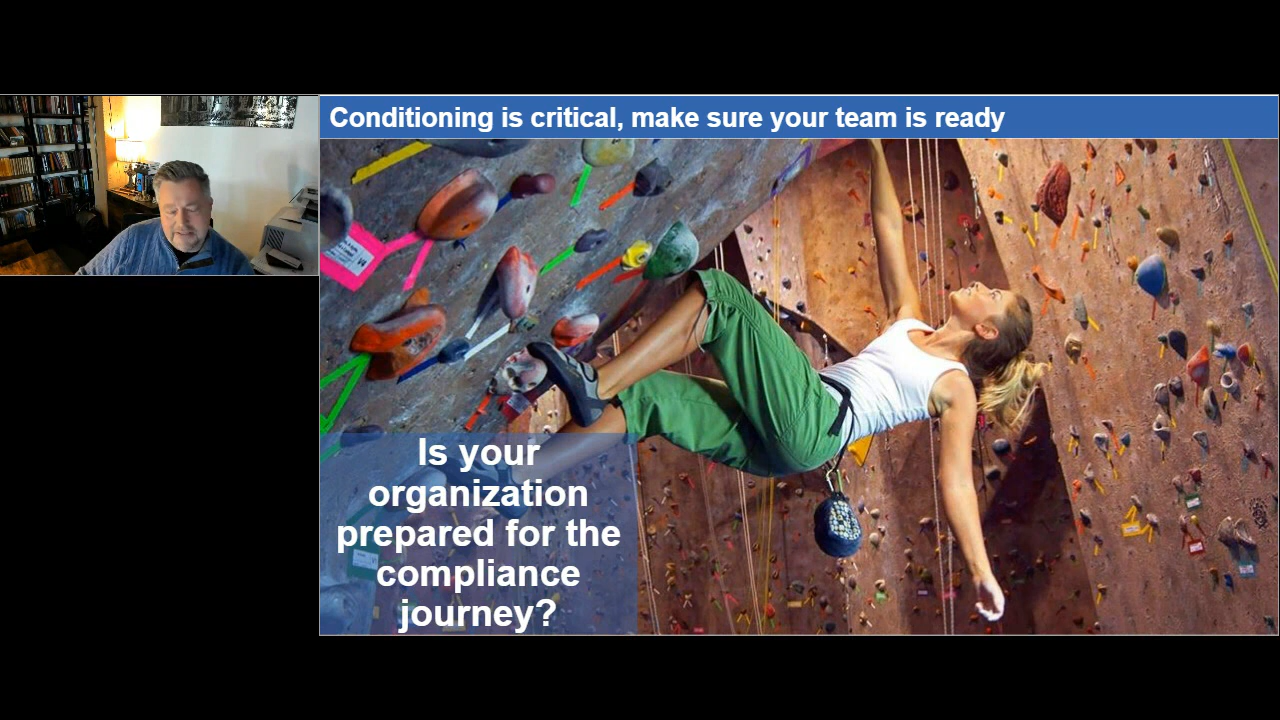 Conditioning is critical, make sure your team is ready
Is your
organization
prepared for the
compliance
journey?